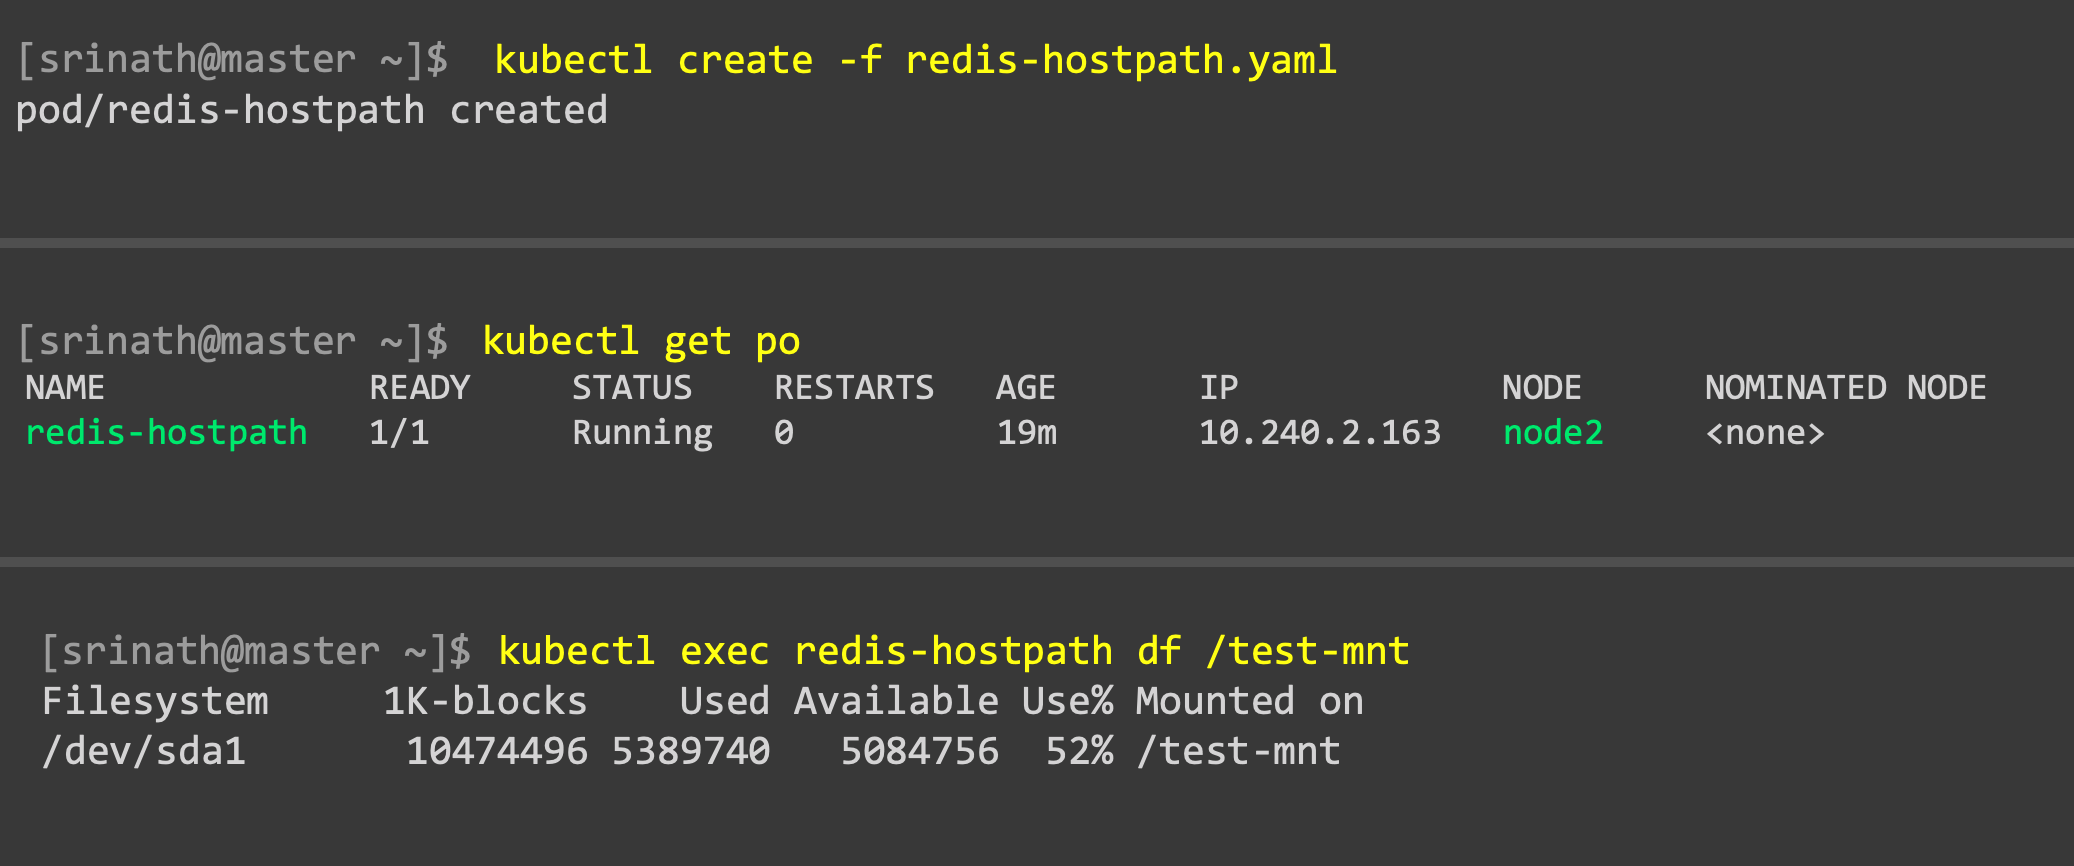 [srinath@master ~]$ kubectl create -f redis-hostpath.yaml
pod/redis-hostpath created
[srinath@master ~]$ kubectl get po
NAME READY STATUS RESTARTS AGE IP NODE NOMINATED NODE
redis-hostpath 1/1 Running 0 19m 10.240.2.163 node2 <none>
[srinath@master ~]$ kubectl exec redis-hostpath df /test-mnt
Filesystem 1K-blocks Used Available Use% Mounted on
/dev/sda1 10474496 5389740 5084756 52% /test-mnt